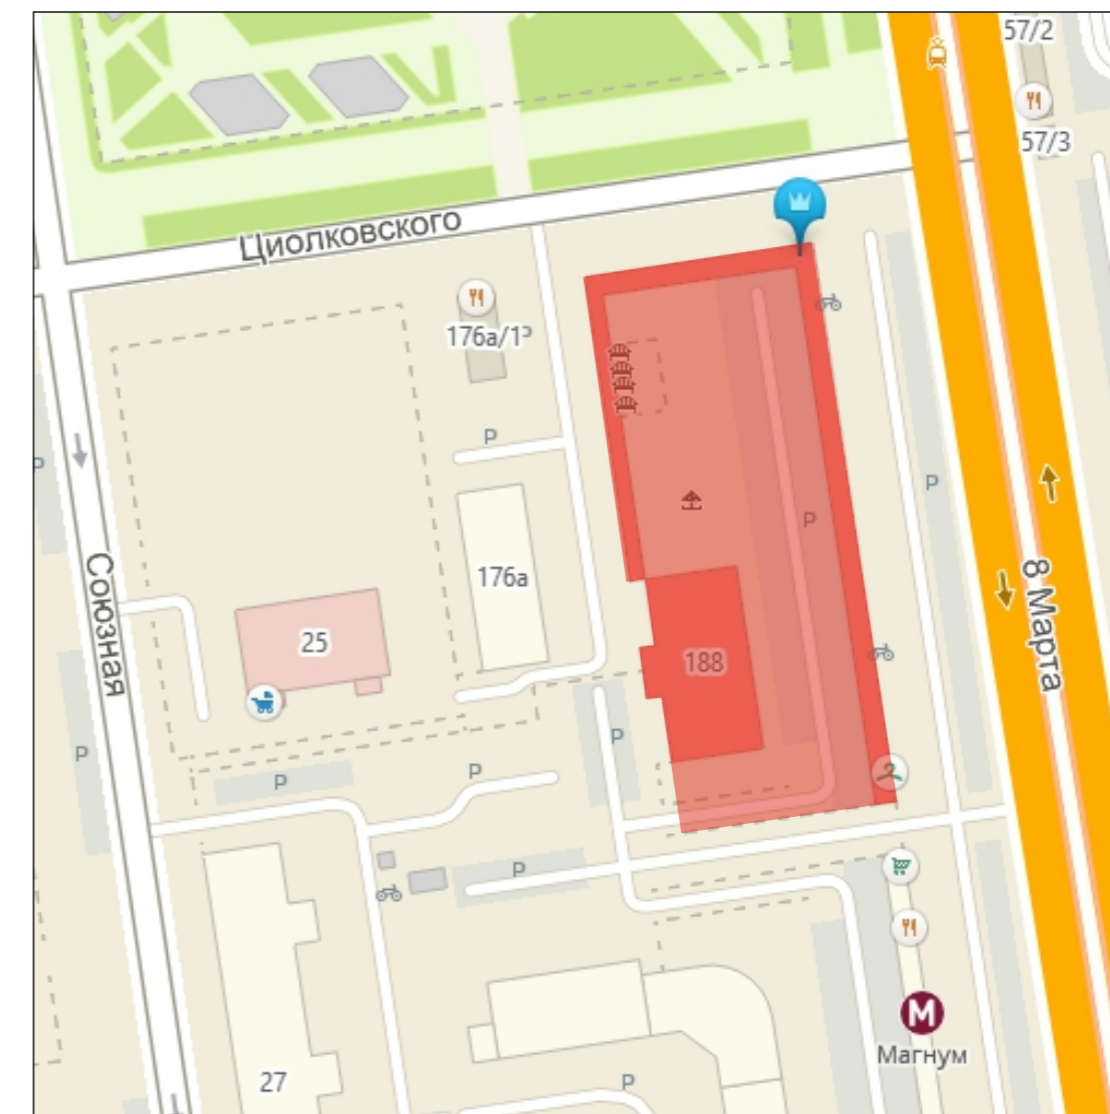 57/2
57/3
Циолковского
176а/1
P
P
P
P
176а
8 Марта
Союзная
25
188
P
P
P
P
P
M
Магнум
27
P